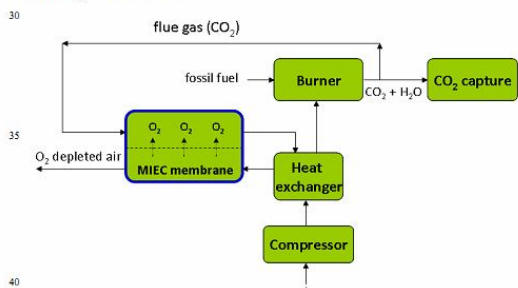 30
flue gas (CO₂)
fossil fuel
Burner
CO₂ + H₂O
CO₂ capture
O₂ O₂ O₂
35
O₂ depleted air
MIEC membrane
Heat
exchanger
Compressor
40